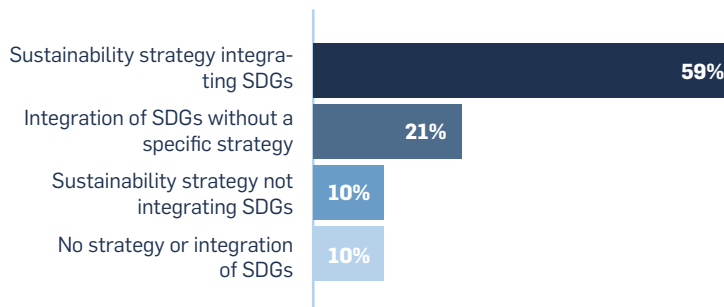 Sustainability strategy integra-
ting SDGs
59%
Integration of SDGs without a
specific strategy
21%
Sustainability strategy not
integrating SDGs
10%
No strategy or integration
of SDGs
10%